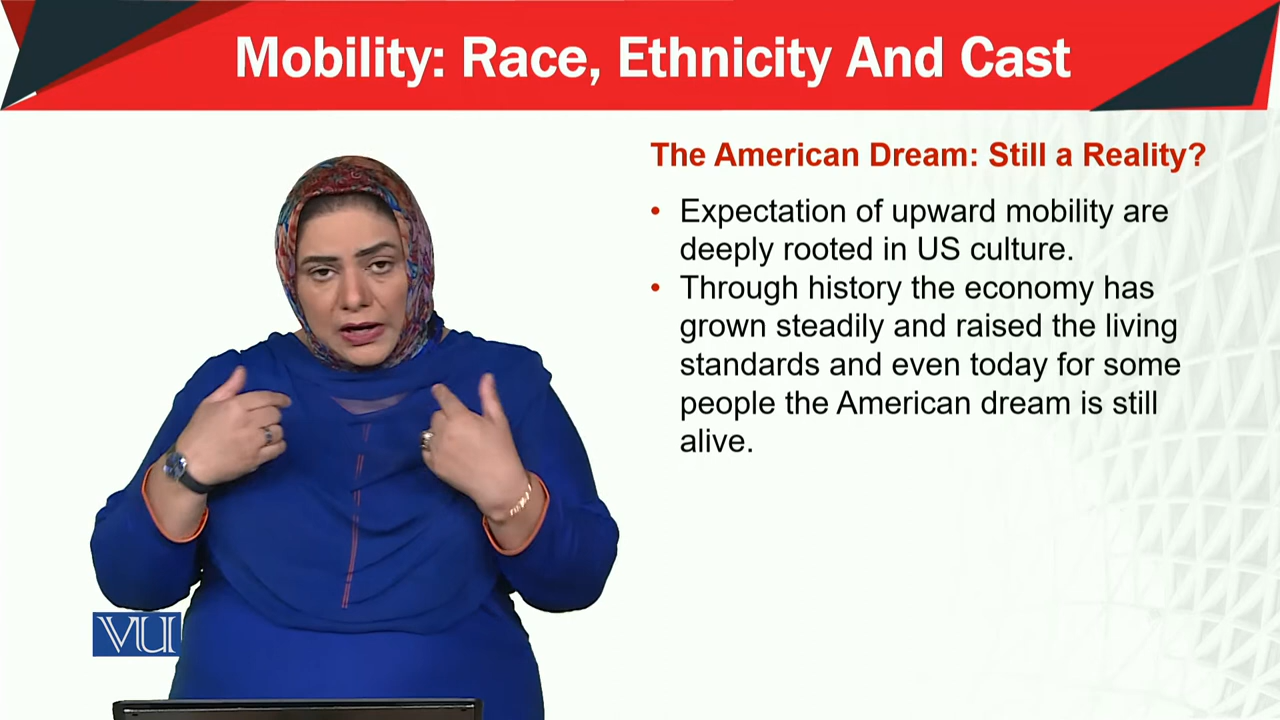 Mobility: Race, Ethnicity And Cast
The American Dream: Still a Reality?
• Expectation of upward mobility are
deeply rooted in US culture.
• Through history the economy has
grown steadily and raised the living
standards and even today for some
people the American dream is still
alive.
VU